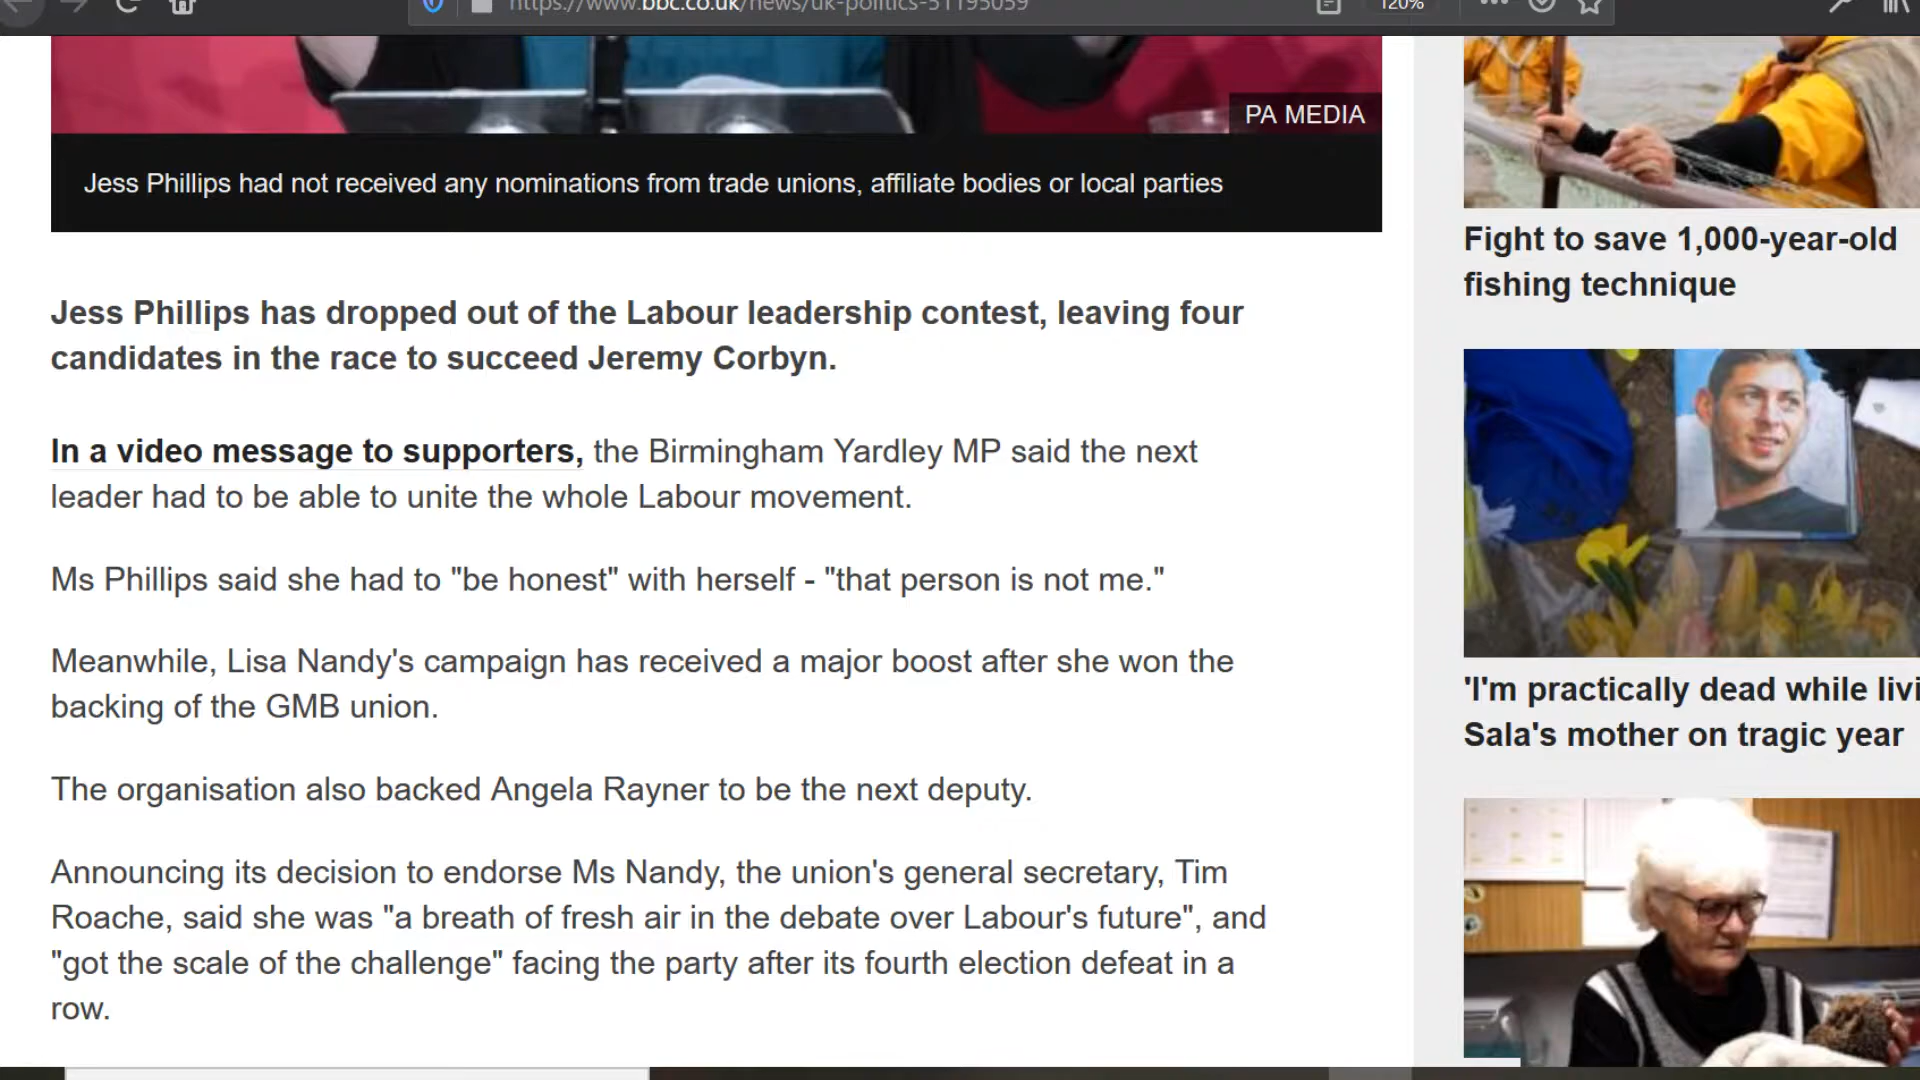 https://www.bbc.co.uk/news/uk-politics-51195059
120%
PA MEDIA
Jess Phillips had not received any nominations from trade unions, affiliate bodies or local parties
Jess Phillips has dropped out of the Labour leadership contest, leaving four
candidates in the race to succeed Jeremy Corbyn.
In a video message to supporters, the Birmingham Yardley MP said the next
leader had to be able to unite the whole Labour movement.
Ms Phillips said she had to "be honest" with herself - "that person is not me."
Meanwhile, Lisa Nandy's campaign has received a major boost after she won the
backing of the GMB union.
The organisation also backed Angela Rayner to be the next deputy.
Announcing its decision to endorse Ms Nandy, the union's general secretary, Tim
Roache, said she was "a breath of fresh air in the debate over Labour's future", and
"got the scale of the challenge" facing the party after its fourth election defeat in a
row.
Fight to save 1,000-year-old
fishing technique
'I'm practically dead while livi
Sala's mother on tragic year